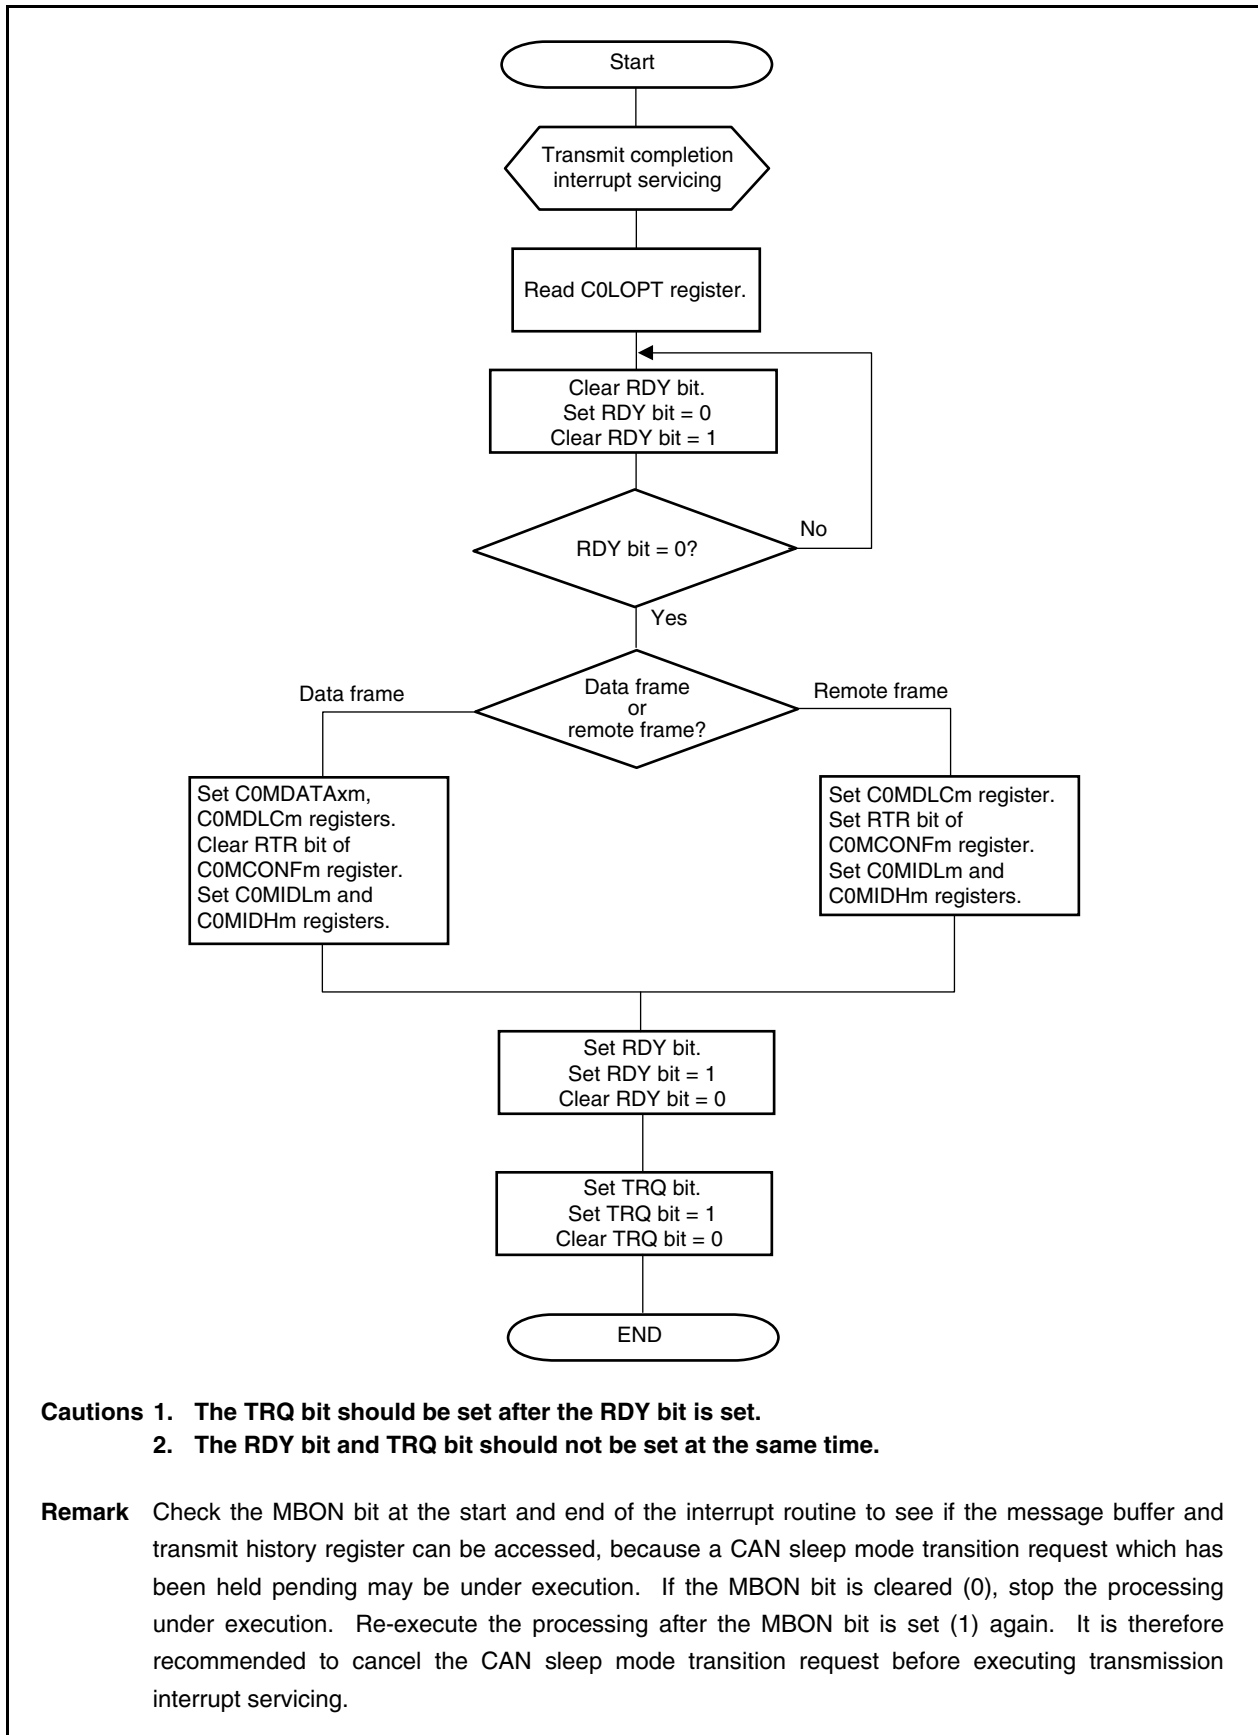 Start
Transmit completion
interrupt servicing
Read C0LOPT register.
Clear RDY bit.
Set RDY bit = 0
Clear RDY bit = 1
No
RDY bit = 0?
Yes
Data frame
Data frame
or
remote frame?
Remote frame
Set C0MDATAxm,
C0MDLCm registers.
Clear RTR bit of
C0MCONFm register.
Set C0MIDLm and
C0MIDHm registers.
Set C0MDLCm register.
Set RTR bit of
C0MCONFm register.
Set C0MIDLm and
C0MIDHm registers.
Set RDY bit.
Set RDY bit = 1
Clear RDY bit = 0
Set TRQ bit.
Set TRQ bit = 1
Clear TRQ bit = 0
END
Cautions 1. The TRQ bit should be set after the RDY bit is set.
2. The RDY bit and TRQ bit should not be set at the same time.
Remark Check the MBON bit at the start and end of the interrupt routine to see if the message buffer and
transmit history register can be accessed, because a CAN sleep mode transition request which has
been held pending may be under execution. If the MBON bit is cleared (0), stop the processing
under execution. Re-execute the processing after the MBON bit is set (1) again. It is therefore
recommended to cancel the CAN sleep mode transition request before executing transmission
interrupt servicing.